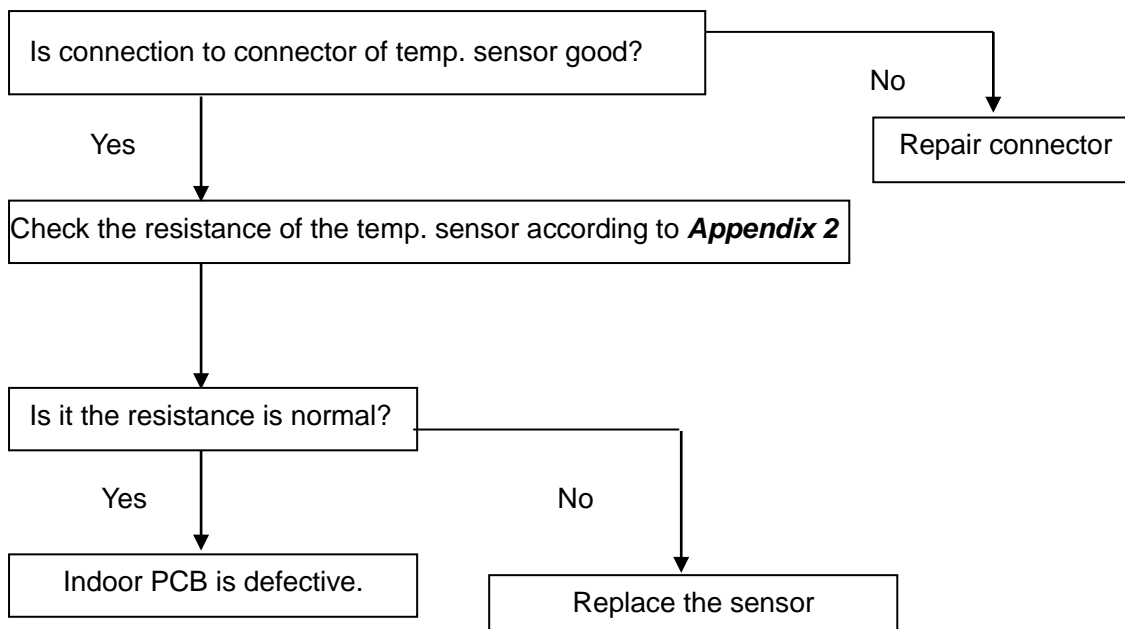 Is connection to connector of temp. sensor good?
No
Yes
Repair connector
Check the resistance of the temp. sensor according to Appendix 2
Is it the resistance is normal?
Yes
No
Indoor PCB is defective.
Replace the sensor